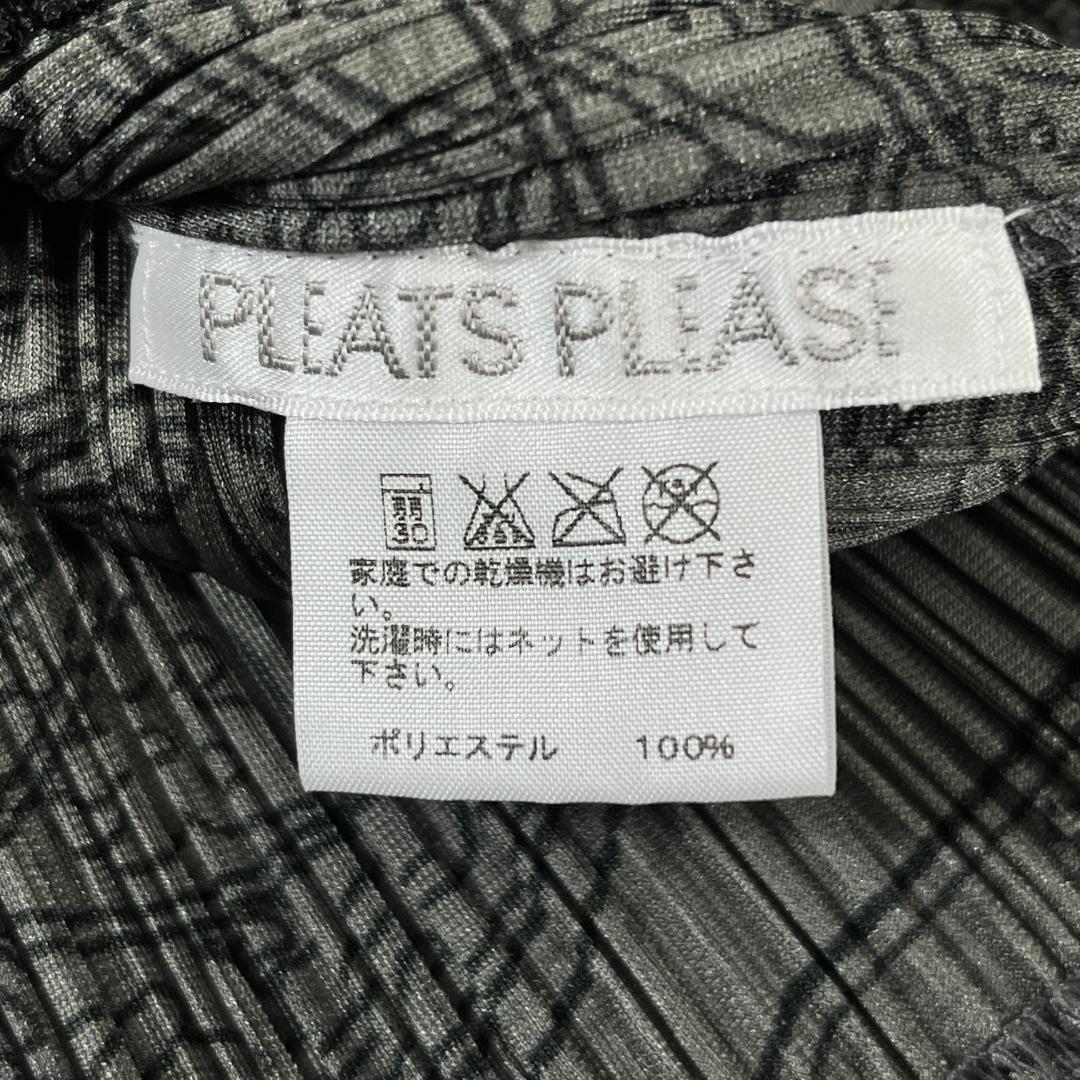 PLEATS PLEASE
家庭での乾燥機はお避け下さ
い。
洗濯時にはネットを使用して
下さい。
ポリエステル 100%